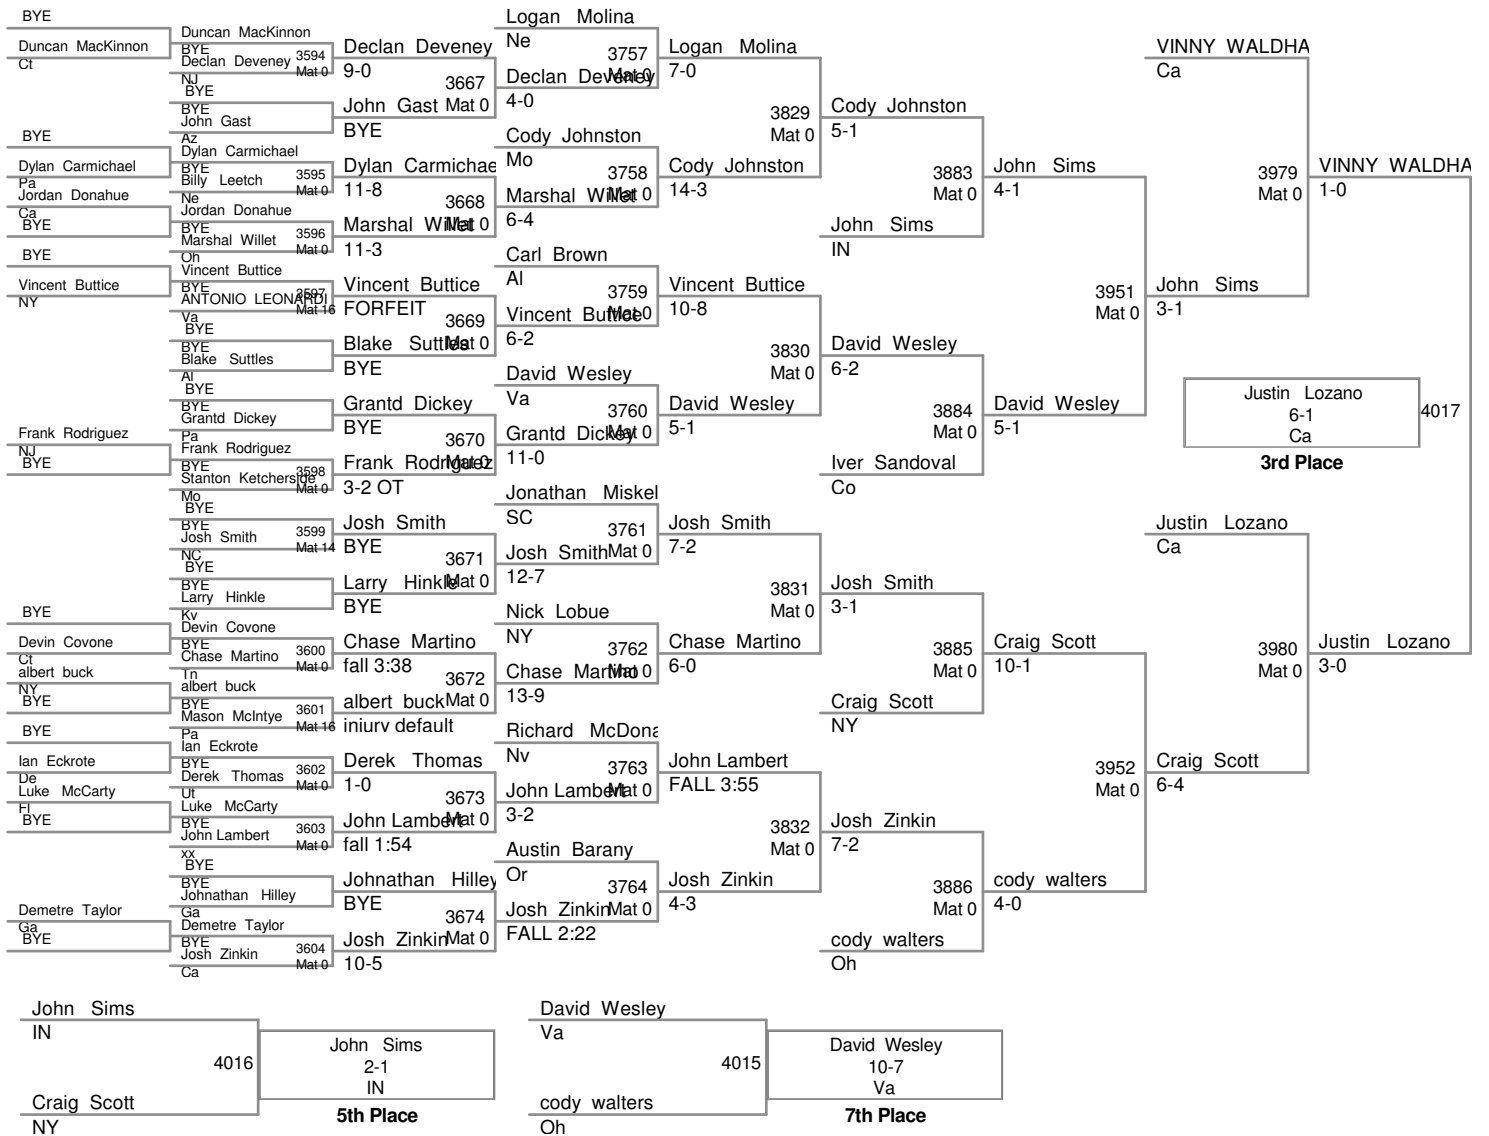 BYE
Duncan MacKinnon
Ct
BYE
Dylan Carmichael
Pa
Jordan Donahue
Ca
BYE
BYE
Vincent Buttice
NY
Frank Rodriguez
NJ
BYE
BYE
Devin Covone
Ct
albert buck
NY
BYE
BYE
Ian Eckrote
De
Luke McCarty
Fl
BYE
Demetre Taylor
Ga
BYE
Duncan MacKinnon
BYE
Declan Deveney
NJ
3594
Mat 0
BYE
BYE
John Gast
Az
Dylan Carmichael
BYE
Billy Leetch
Ne
3595
Mat 0
Jordan Donahue
BYE
Marshal Willet
Oh
3596
Mat 0
Vincent Buttice
BYE
ANTONIO LEONARDI
Va
3597
Mat 16
BYE
BYE
Blake Suttles
Al
BYE
BYE
Grantd Dickey
Pa
Frank Rodriguez
BYE
Stanton Ketcherside
Mo
3598
Mat 0
BYE
BYE
Josh Smith
NC
3599
Mat 14
BYE
BYE
Larry Hinkle
Kv
Devin Covone
BYE
Chase Martino
Tn
3600
Mat 0
albert buck
BYE
Mason McIntye
Pa
3601
Mat 16
Ian Eckrote
BYE
Derek Thomas
Ut
3602
Mat 0
Luke McCarty
BYE
John Lambert
xx
3603
Mat 0
BYE
BYE
Johnathan Hilley
Ga
Demetre Taylor
BYE
Josh Zinkin
Ca
3604
Mat 0
Declan Deveney
9-0
3667
Mat 0
John Gast
BYE
Dylan Carmichae
11-8
3668
Mat 0
Marshal Willet
11-3
Vincent Buttice
FORFEIT
3669
Mat 0
Blake Suttles
BYE
Grantd Dickey
BYE
3670
Mat 0
Frank Rodriguez
3-2 OT
Josh Smith
BYE
3671
Mat 0
Larry Hinkle
BYE
Chase Martino
fall 3:38
3672
Mat 0
albert buck
iniurv default
Derek Thomas
1-0
3673
Mat 0
John Lambert
fall 1:54
Johnathan Hilley
BYE
3674
Mat 0
Josh Zinkin
10-5
Logan Molina
Ne
3757
Mat 0
Declan Deveney
4-0
Cody Johnston
Mo
3758
Mat 0
Marshal Willet
6-4
Carl Brown
Al
3759
Mat 0
Vincent Buttice
6-2
David Wesley
Va
3760
Mat 0
Grantd Dickey
11-0
Jonathan Miskel
SC
3761
Mat 0
Josh Smith
12-7
Nick Lobue
NY
3762
Mat 0
Chase Martino
13-9
Richard McDona
Nv
3763
Mat 0
John Lambert
3-2
Austin Barany
Or
3764
Mat 0
Josh Zinkin
FALL 2:22
Logan Molina
7-0
3829
Mat 0
Cody Johnston
14-3
Vincent Buttice
10-8
3830
Mat 0
David Wesley
5-1
Josh Smith
7-2
3831
Mat 0
Chase Martino
6-0
John Lambert
FALL 3:55
3832
Mat 0
Josh Zinkin
4-3
Cody Johnston
5-1
3883
Mat 0
John Sims
IN
David Wesley
6-2
3884
Mat 0
Iver Sandoval
Co
Josh Smith
3-1
3885
Mat 0
Craig Scott
NY
Josh Zinkin
7-2
3886
Mat 0
cody walters
Oh
John Sims
4-1
3951
Mat 0
David Wesley
5-1
Craig Scott
10-1
3952
Mat 0
cody walters
4-0
VINNY WALDHA
Ca
3979
Mat 0
John Sims
3-1
Justin Lozano
Ca
3980
Mat 0
Craig Scott
6-4
VINNY WALDHA
1-0
Justin Lozano
3-0
Justin Lozano
6-1
Ca
4017
3rd Place
John Sims
IN
4016
Craig Scott
NY
John Sims
2-1
IN
5th Place
David Wesley
Va
4015
cody walters
Oh
David Wesley
10-7
Va
7th Place